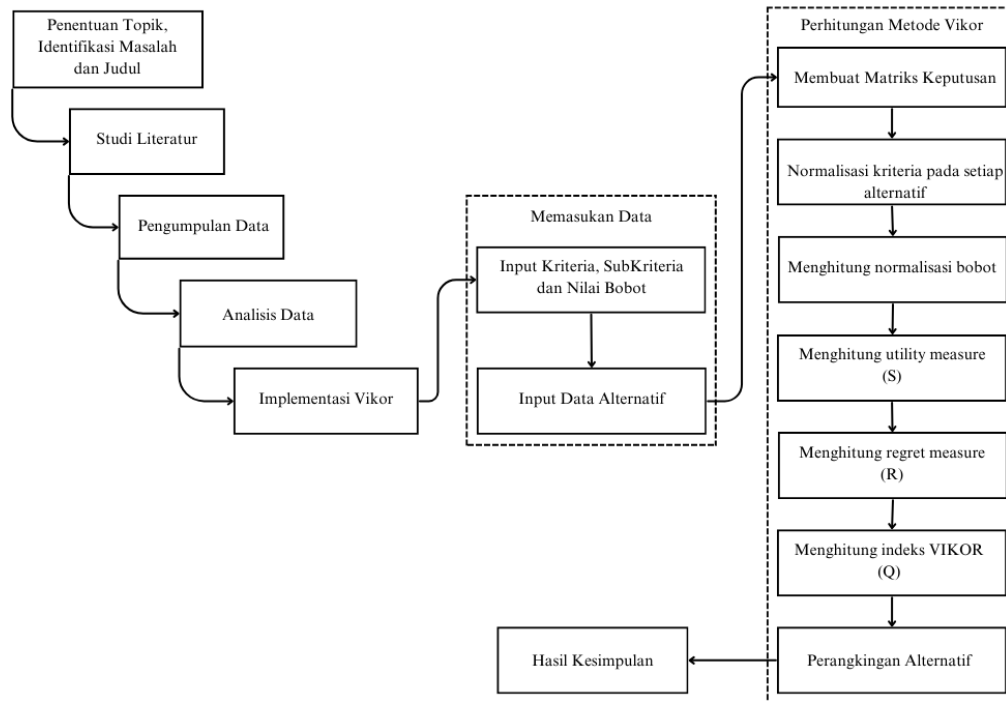 Penentuan Topik,
Identifikasi Masalah
dan Judul
Studi Literatur
Pengumpulan Data
Analisis Data
Implementasi Vikor
Memasukan Data
Input Kriteria, SubKriteria
dan Nilai Bobot
Input Data Alternatif
Perhitungan Metode Vikor
Membuat Matriks Keputusan
Normalisasi kriteria pada setiap
alternatif
Menghitung normalisasi bobot
Menghitung utility measure
(S)
Menghitung regret measure
(R)
Menghitung indeks VIKOR
(Q)
Perangkingan Alternatif
Hasil Kesimpulan